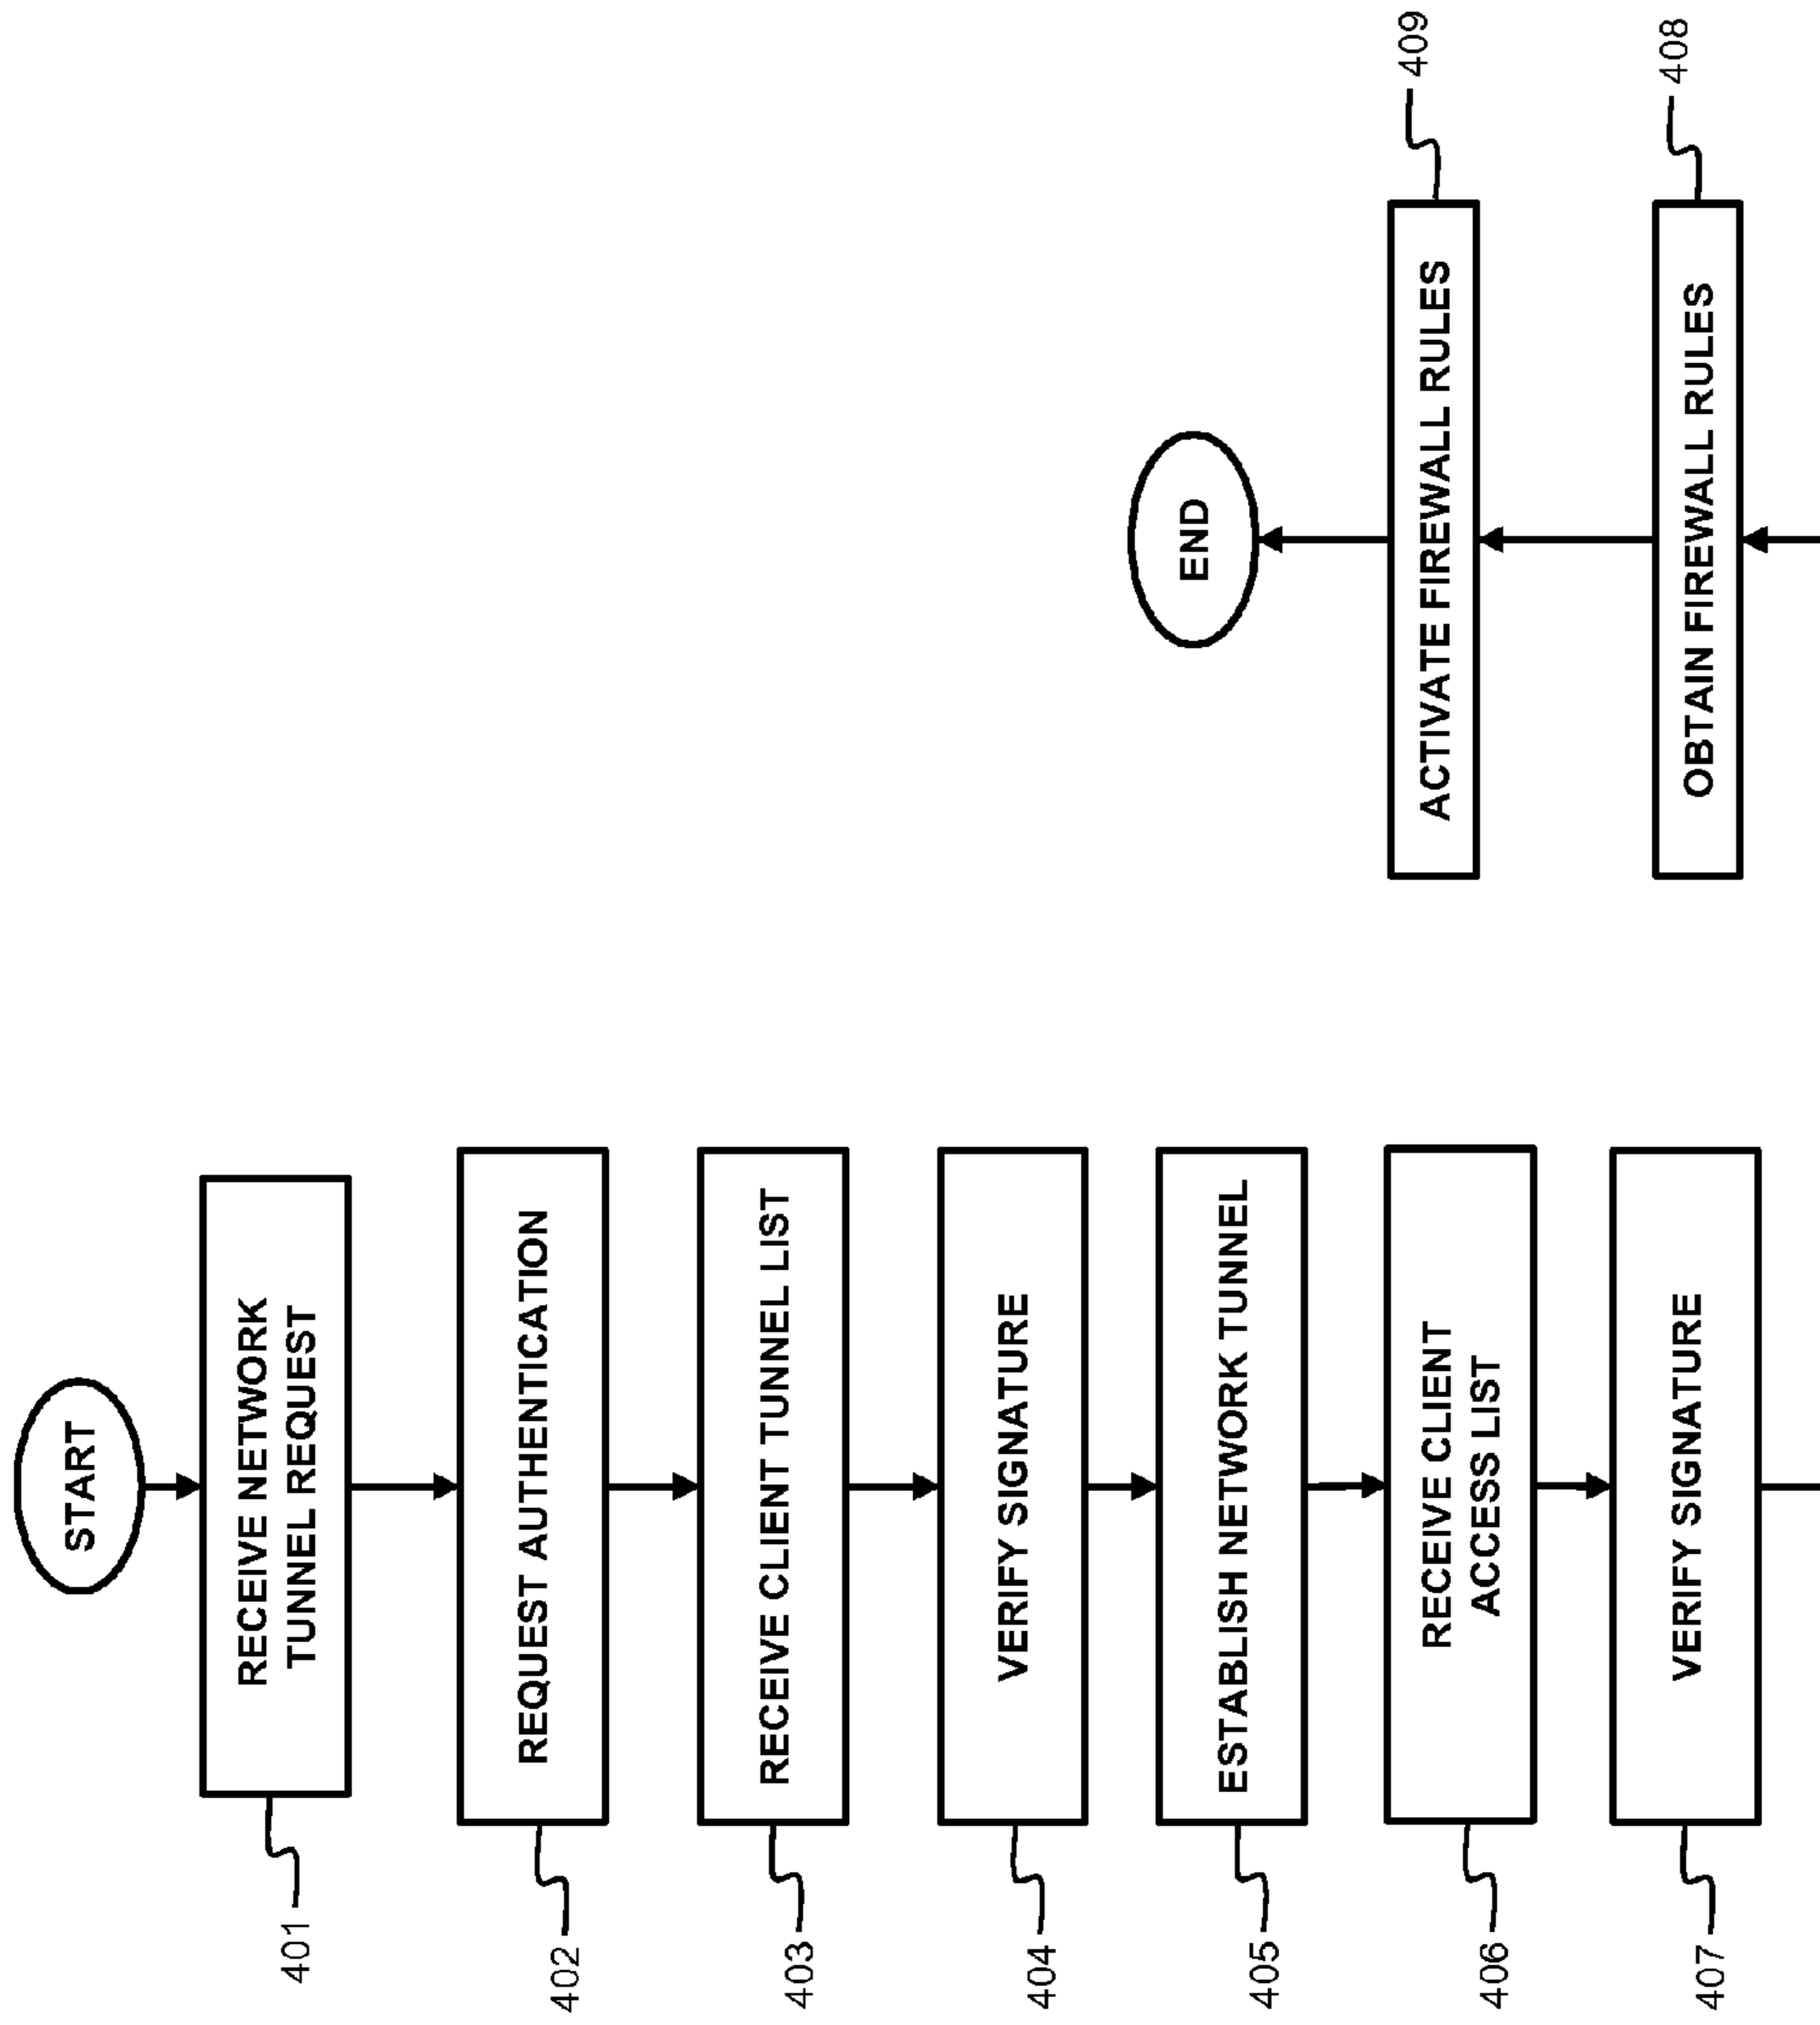 START
RECEIVE NETWORK
TUNNEL REQUEST
401
REQUEST AUTHENTICATION
402
RECEIVE CLIENT TUNNEL LIST
403
VERIFY SIGNATURE
404
ESTABLISH NETWORK TUNNEL
405
RECEIVE CLIENT
ACCESS LIST
406
VERIFY SIGNATURE
407
OBTAIN FIREWALL RULES
408
ACTIVATE FIREWALL RULES
409
END